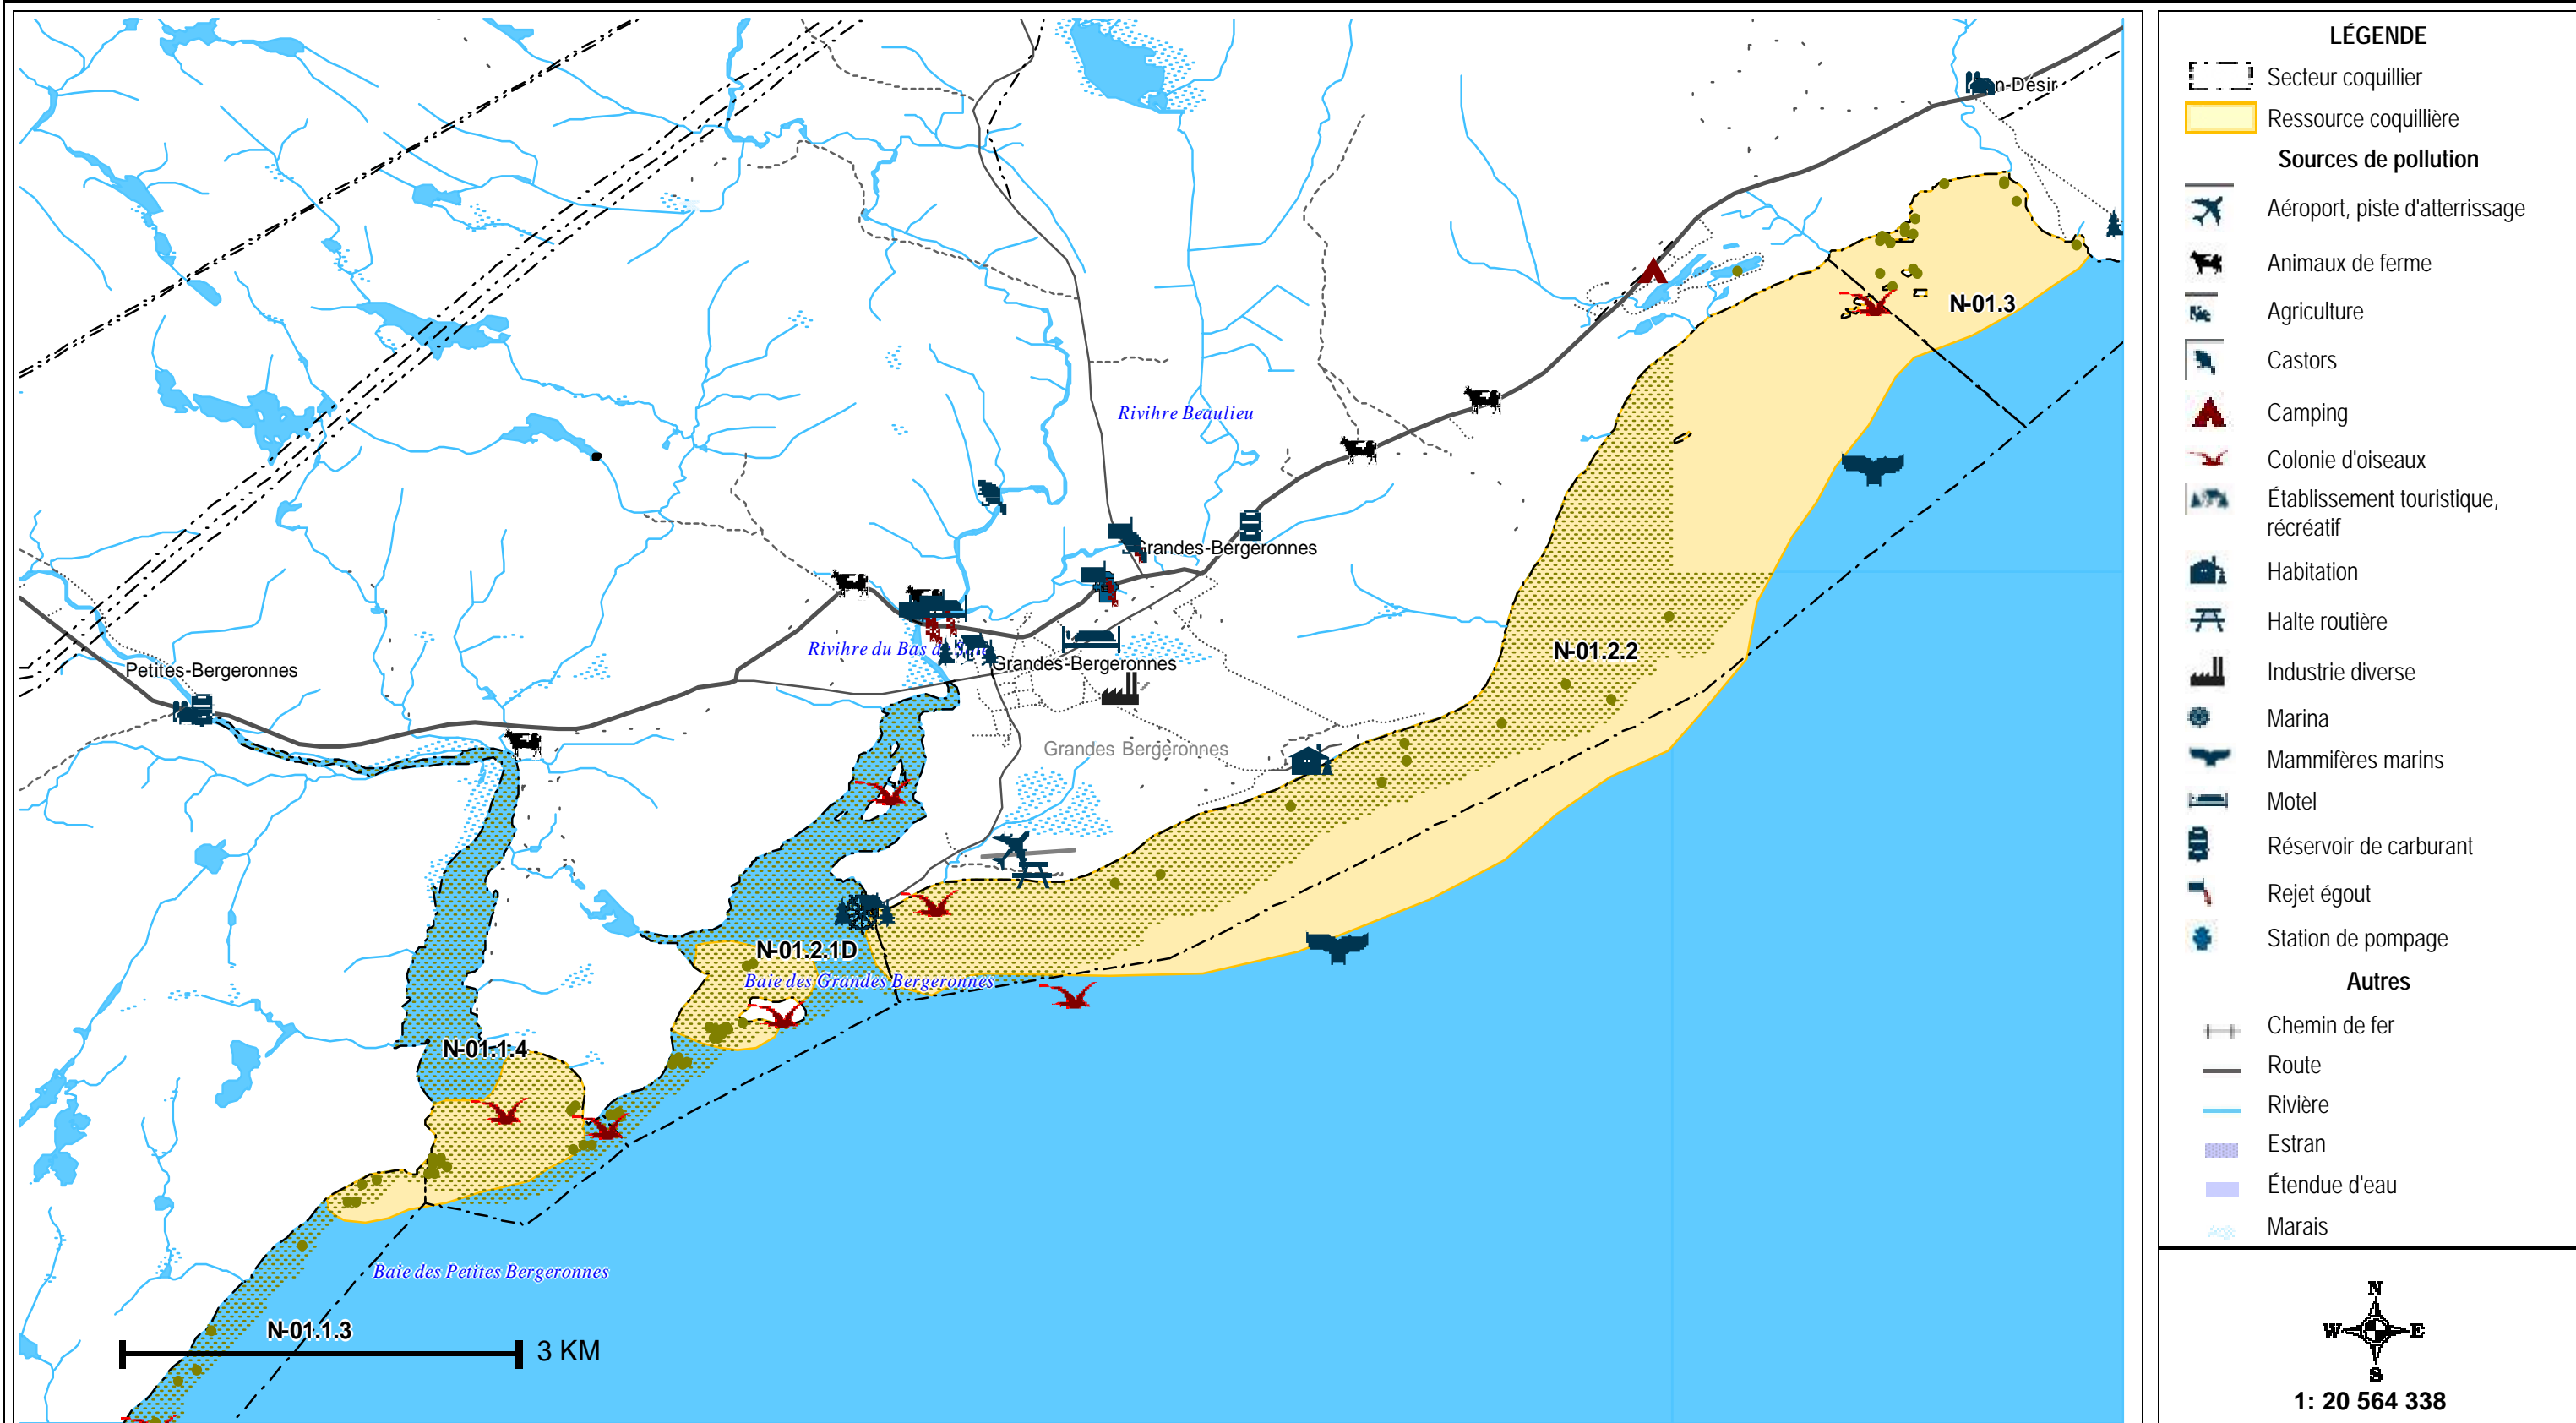 n-Désir
N-01.3
Rivihre Beaulieu
Grandes-Bergeronnes
N-01.2.2
Rivihre du Bas d
Grandes-Bergeronnes
Petites-Bergeronnes
Grandes Bergeronnes
N-01.2.1D
Baie des Grandes Bergeronnes
N-01.1.4
Baie des Petites Bergeronnes
N-01.1.3
3 KM
LÉGENDE
Secteur coquillier
Ressource coquillière
Sources de pollution
Aéroport, piste d'atterrissage
Animaux de ferme
Agriculture
Castors
Camping
Colonie d'oiseaux
Établissement touristique,
récréatif
Habitation
Halte routière
Industrie diverse
Marina
Mammifères marins
Motel
Réservoir de carburant
Rejet égout
Station de pompage
Autres
Chemin de fer
Route
Rivière
Estran
Étendue d'eau
Marais
N
W E
S
1: 20 564 338